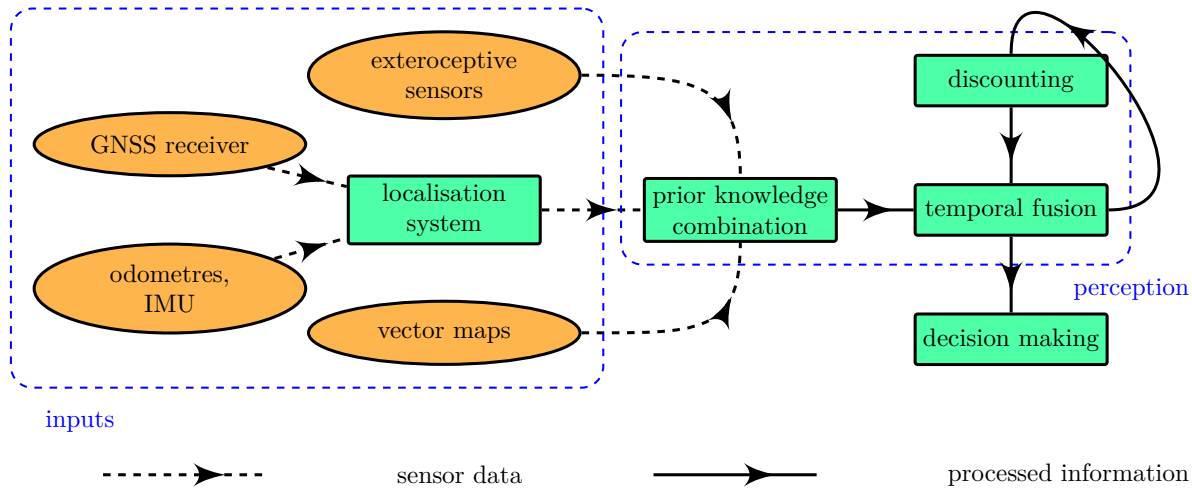 exteroceptive
sensors
discounting
GNSS receiver
localisation
system
prior knowledge
combination
temporal fusion
odometres,
IMU
perception
vector maps
decision making
inputs
sensor data
processed information